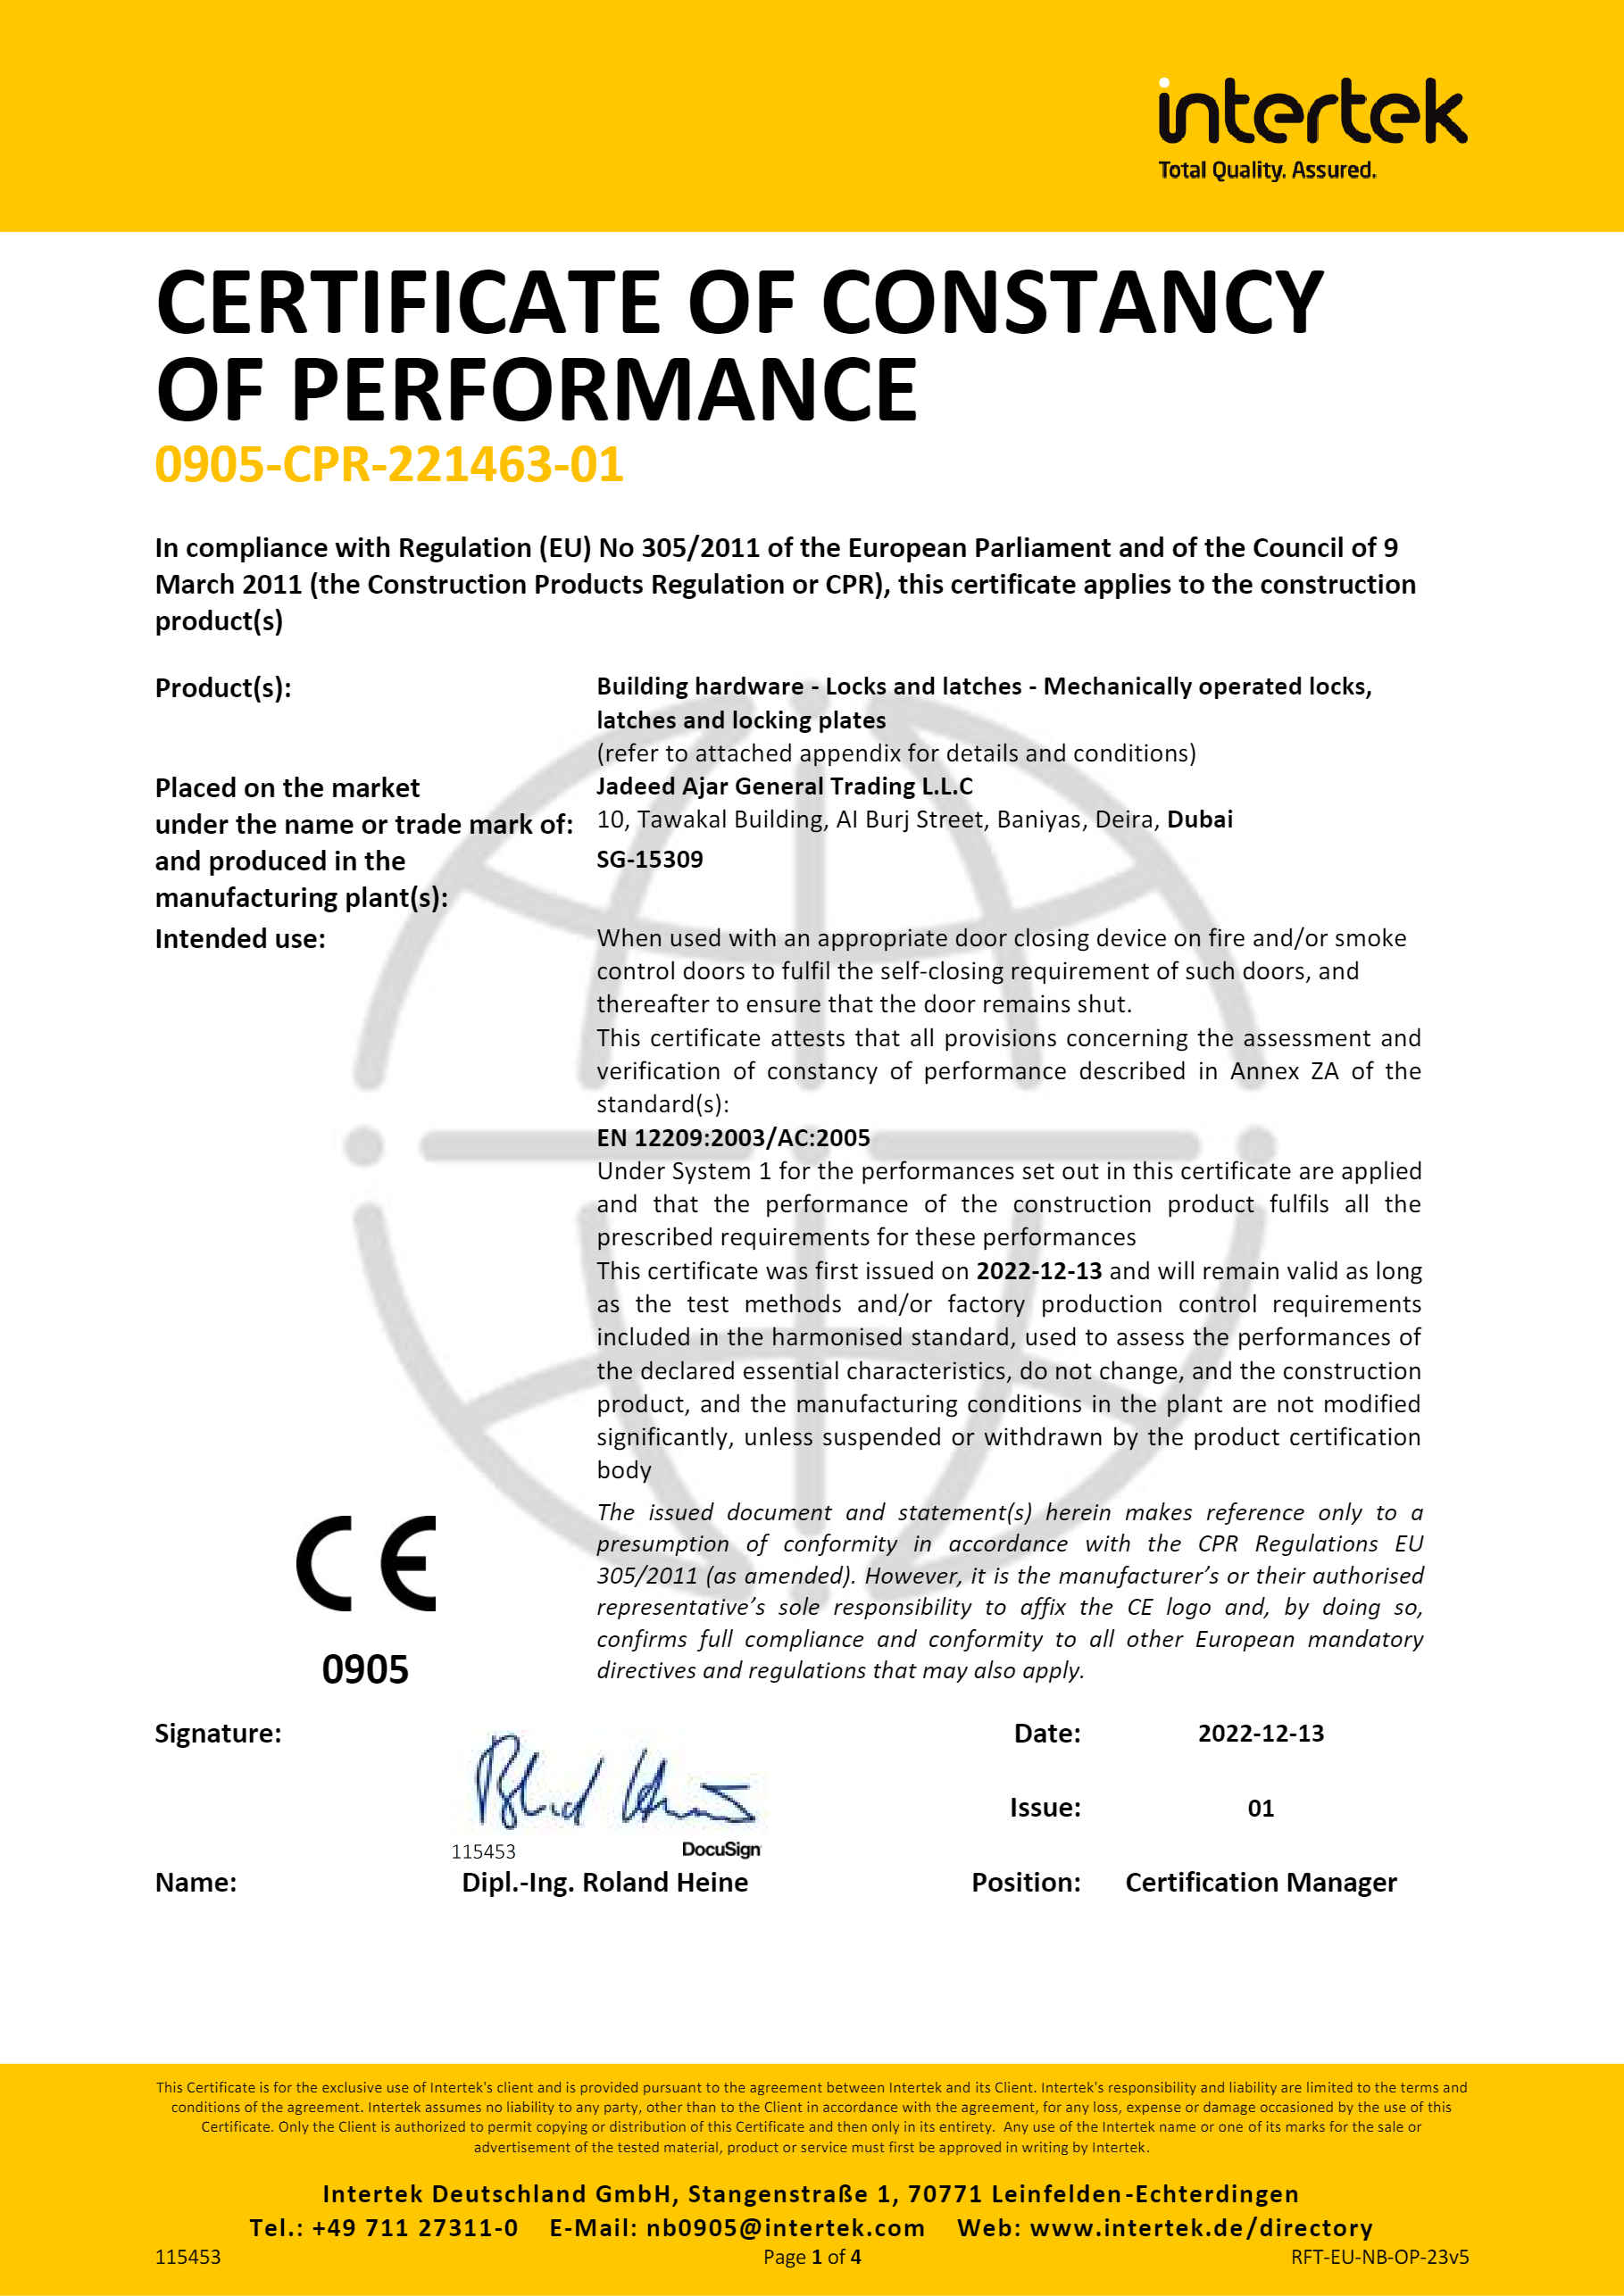 intertek
Total Quality. Assured.
CERTIFICATE OF CONSTANCY
OF PERFORMANCE
0905-CPR-221463-01
In compliance with Regulation (EU) No 305/2011 of the European Parliament and of the Council of 9
March 2011 (the Construction Products Regulation or CPR), this certificate applies to the construction
product(s)
Product(s):
Building hardware - Locks and latches - Mechanically operated locks,
latches and locking plates
(refer to attached appendix for details and conditions)
Placed on the market
under the name or trade mark of:
Jadeed Ajar General Trading L.L.C
10, Tawakal Building, Al Burj Street, Baniyas, Deira, Dubai
and produced in the
manufacturing plant(s):
SG-15309
Intended use:
When used with an appropriate door closing device on fire and/or smoke
control doors to fulfil the self-closing requirement of such doors, and
thereafter to ensure that the door remains shut.
This certificate attests that all provisions concerning the assessment and
verification of constancy of performance described in Annex ZA of the
standard(s):
EN 12209:2003/AC:2005
Under System 1 for the performances set out in this certificate are applied
and that the performance of the construction product fulfils all the
prescribed requirements for these performances
This certificate was first issued on 2022-12-13 and will remain valid as long
as the test methods and/or factory production control requirements
included in the harmonised standard, used to assess the performances of
the declared essential characteristics, do not change, and the construction
product, and the manufacturing conditions in the plant are not modified
significantly, unless suspended or withdrawn by the product certification
body
The issued document and statement(s) herein makes reference only to a
presumption of conformity in accordance with the CPR Regulations EU
305/2011 (as amended). However, it is the manufacturer's or their authorised
representative's sole responsibility to affix the CE logo and, by doing so,
confirms full compliance and conformity to all other European mandatory
directives and regulations that may also apply.
CE
0905
Signature:
Date: 2022-12-13
Issue: 01
115453
DocuSign
Name: Dipl.-Ing. Roland Heine
Position: Certification Manager
This Certificate is for the exclusive use of Intertek's client and is provided pursuant to the agreement between Intertek and its Client. Intertek's responsibility and liability are limited to the terms and
conditions of the agreement. Intertek assumes no liability to any party, other than to the Client in accordance with the agreement, for any loss, expense or damage occasioned by the use of this
Certificate. Only the Client is authorized to permit copying or distribution of this Certificate and then only in its entirety. Any use of the Intertek name or one of its marks for the sale or
advertisement of the tested material, product or service must first be approved in writing by Intertek.
Intertek Deutschland GmbH, Stangenstraße 1, 70771 Leinfelden-Echterdingen
Tel.: +49 711 27311-0 E-Mail: nb0905@intertek.com Web: www.intertek.de/directory
115453
Page 1 of 4
RFT-EU-NB-OP-23v5